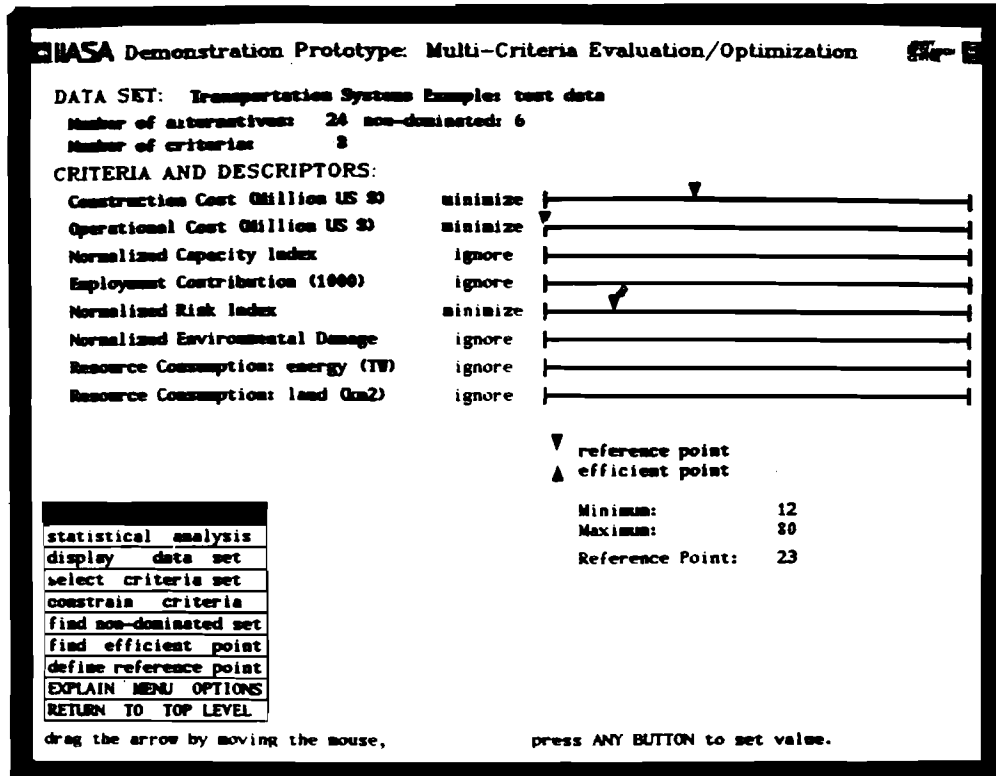 IIASA Demonstration Prototype: Multi-Criteria Evaluation/Optimization
DATA SET: Transportation Systems Example: test data
Number of alternatives: 24 non-dominated: 6
Number of criteria: 8
CRITERIA AND DESCRIPTORS:
Construction Cost (Million US $) minimize
Operational Cost (Million US $) minimize
Normalized Capacity Index ignore
Employment Contribution (1000) ignore
Normalized Risk Index minimize
Normalized Environmental Damage ignore
Resource Consumption: energy (TW) ignore
Resource Consumption: land (km2) ignore
reference point
efficient point
Minimum: 12
Maximum: 80
Reference Point: 23
statistical analysis
display data set
select criteria set
constrain criteria
find non-dominated set
find efficient point
define reference point
EXPLAIN MENU OPTIONS
RETURN TO TOP LEVEL
drag the arrow by moving the mouse, press ANY BUTTON to set value.